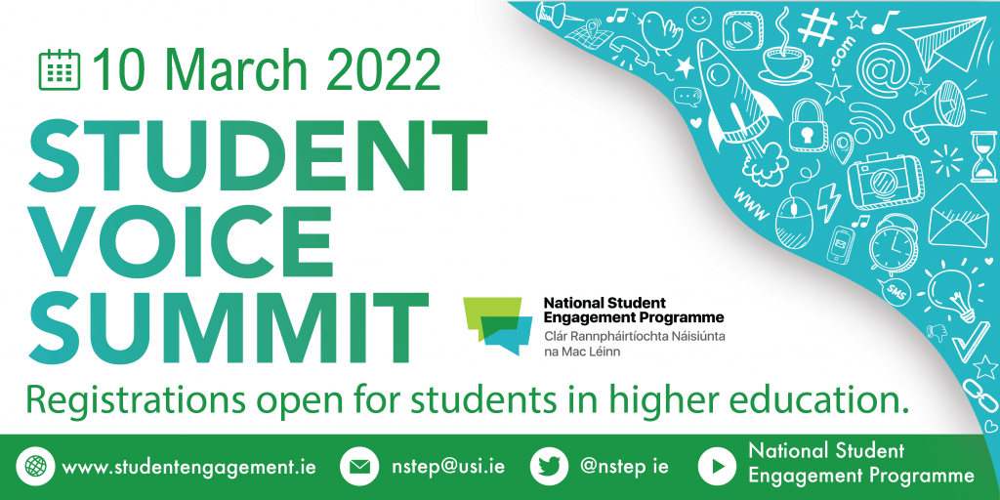 10 March 2022
STUDENT
VOICE
SUMMIT
National Student
Engagement Programme
Clár Rannpháirtíochta Náisiúnta
na Mac Léinn
Registrations open for students in higher education.
www.studentengagement.ie
nstep@usi.ie
@nstep ie
National Student
Engagement Programme
#
.com
@
www
SMS